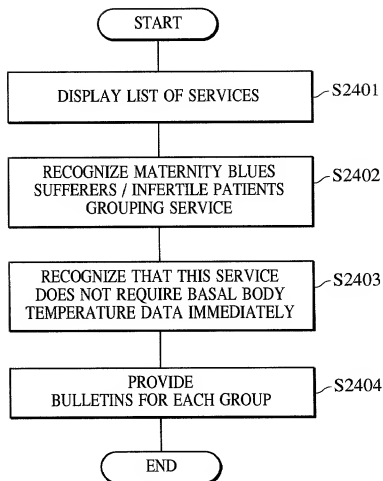 START
DISPLAY LIST OF SERVICES
S2401
RECOGNIZE MATERNITY BLUES
SUFFERERS / INFERTILE PATIENTS
GROUPING SERVICE
S2402
RECOGNIZE THAT THIS SERVICE
DOES NOT REQUIRE BASAL BODY
TEMPERATURE DATA IMMEDIATELY
S2403
PROVIDE
BULLETINS FOR EACH GROUP
S2404
END